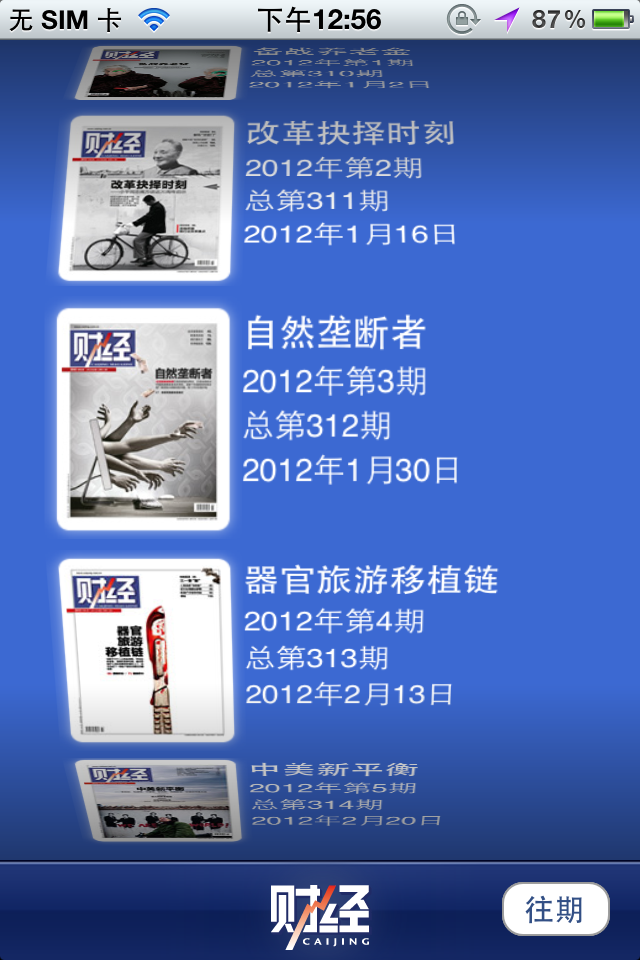 无 SIM 卡
下午12:56
87%
财经
备战养老金
2012年第1期
总第310期
2012年1月2日
财经
改革抉择时刻
改革抉择时刻
2012年第2期
总第311期
2012年1月16日
财经
自然垄断者
自然垄断者
2012年第3期
总第312期
2012年1月30日
财经
器官
旅游
移植链
器官旅游移植链
2012年第4期
总第313期
2012年2月13日
财经
中美新平衡
中美新平衡
2012年第5期
总第314期
2012年2月20日
财经
CAIJING
往期